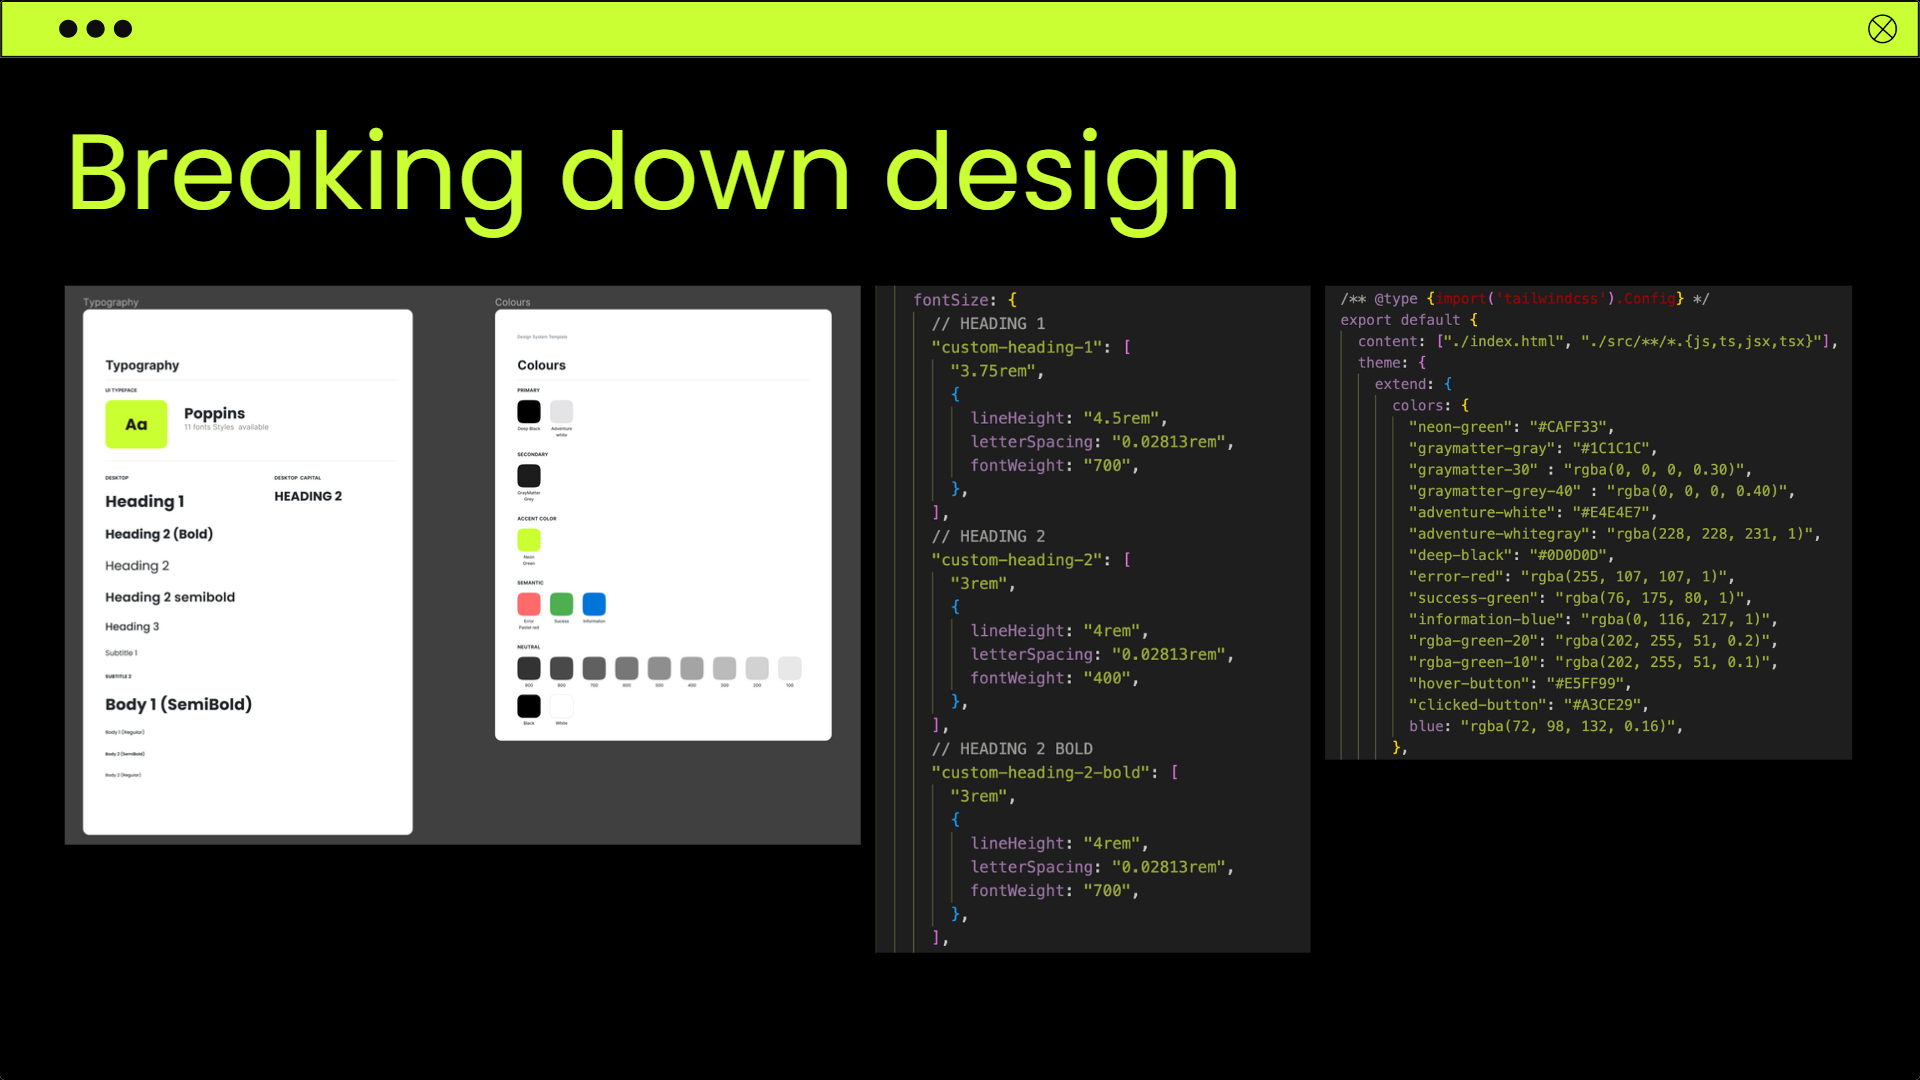 Breaking down design
Typography
Typography
UI TYPEFACE
Aa
Poppins
11 fonts Styles available
DESKTOP
DESKTOP CAPITAL
Heading 1
HEADING 2
Heading 2 (Bold)
Heading 2
Heading 2 semibold
Heading 3
Subtitle 1
SUBTITLE 2
Body 1 (SemiBold)
Body 1 (Regular)
Body 2 (SemiBold)
Body 2 (Regular)
Colours
Design System Template
Colours
PRIMARY
Deep Black
Adventure
white
SECONDARY
GrayMatter
Grey
ACCENT COLOR
Neon
Green
SEMANTIC
Error
Pastel red
Sucess
Information
NEUTRAL
900
800
700
600
500
400
300
200
100
Black
White
fontSize: {
// HEADING 1
"custom-heading-1": [
"3.75rem",
{
lineHeight: "4.5rem",
letterSpacing: "0.02813rem",
fontWeight: "700",
},
],
// HEADING 2
"custom-heading-2": [
"3rem",
{
lineHeight: "4rem",
letterSpacing: "0.02813rem",
fontWeight: "400",
},
],
// HEADING 2 BOLD
"custom-heading-2-bold": [
"3rem",
{
lineHeight: "4rem",
letterSpacing: "0.02813rem",
fontWeight: "700",
},
],
/** @type {import('tailwindcss').Config} */
export default {
content: ["./index.html", "./src/**/*.{js,ts,jsx,tsx}"],
theme: {
extend: {
colors: {
"neon-green": "#CAFF33",
"graymatter-gray": "#1C1C1C",
"graymatter-30" : "rgba(0, 0, 0, 0.30)",
"graymatter-grey-40" : "rgba(0, 0, 0, 0.40)",
"adventure-white": "#E4E4E7",
"adventure-whitegray": "rgba(228, 228, 231, 1)",
"deep-black": "#0D0D0D",
"error-red": "rgba(255, 107, 107, 1)",
"success-green": "rgba(76, 175, 80, 1)",
"information-blue": "rgba(0, 116, 217, 1)",
"rgba-green-20": "rgba(202, 255, 51, 0.2)",
"rgba-green-10": "rgba(202, 255, 51, 0.1)",
"hover-button": "#E5FF99",
"clicked-button": "#A3CE29",
blue: "rgba(72, 98, 132, 0.16)",
},